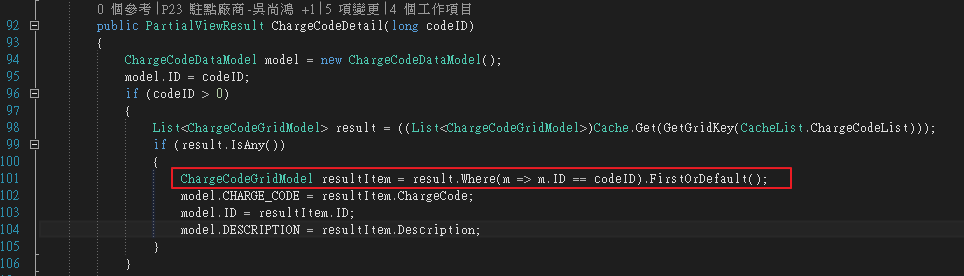 0 個參考|P23 駐點廠商-吳尚鴻 +1|5 項變更|4 個工作項目
92 public PartialViewResult ChargeCodeDetail(long codeID)
93 {
94 ChargeCodeDataModel model = new ChargeCodeDataModel();
95 model.ID = codeID;
96 if (codeID > 0)
97 {
98 List<ChargeCodeGridModel> result = ((List<ChargeCodeGridModel>)Cache.Get(GetGridKey(CacheList.ChargeCodeList)));
99 if (result.IsAny())
100 {
101 ChargeCodeGridModel resultItem = result.Where(m => m.ID == codeID).FirstOrDefault();
102 model.CHARGE_CODE = resultItem.ChargeCode;
103 model.ID = resultItem.ID;
104 model.DESCRIPTION = resultItem.Description;
105 }
106 }